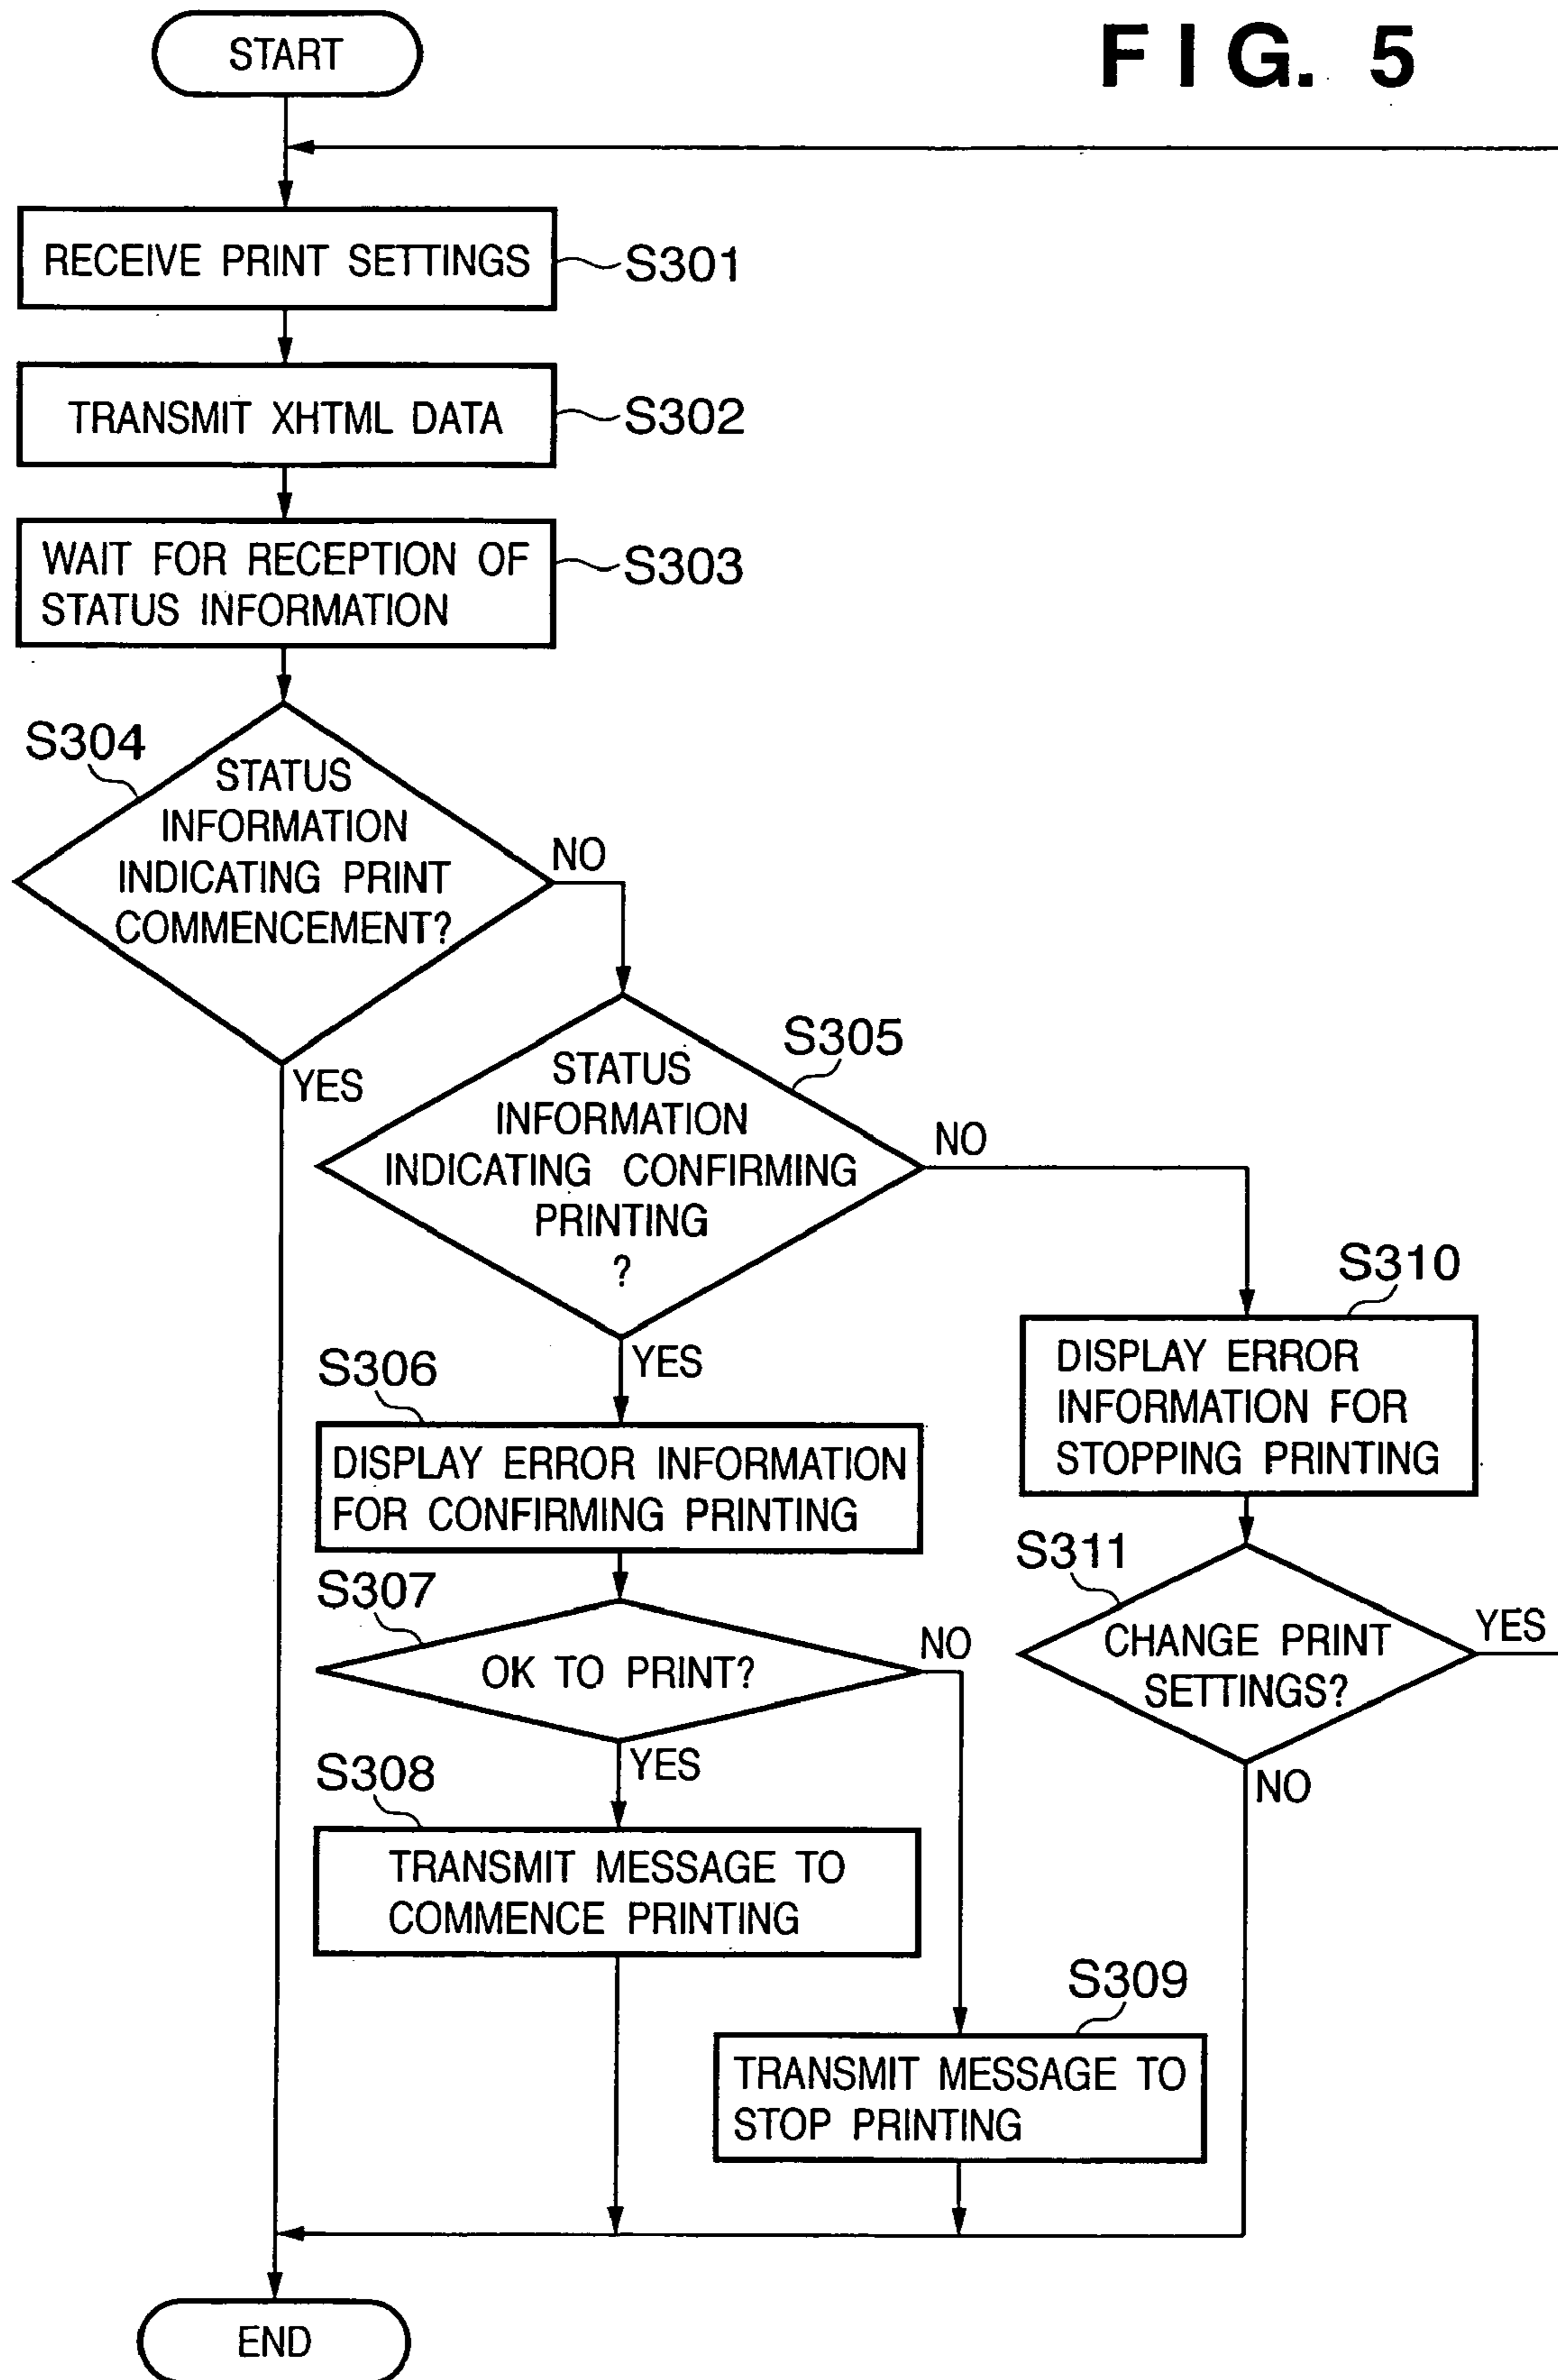 START
FIG. 5
RECEIVE PRINT SETTINGS
S301
TRANSMIT XHTML DATA
S302
WAIT FOR RECEPTION OF
STATUS INFORMATION
S303
S304
STATUS
INFORMATION
INDICATING PRINT
COMMENCEMENT?
NO
YES
S305
STATUS
INFORMATION
INDICATING CONFIRMING
PRINTING
?
NO
YES
S310
DISPLAY ERROR
INFORMATION FOR
STOPPING PRINTING
S306
DISPLAY ERROR INFORMATION
FOR CONFIRMING PRINTING
S311
CHANGE PRINT
SETTINGS?
YES
NO
S307
OK TO PRINT?
NO
YES
S308
TRANSMIT MESSAGE TO
COMMENCE PRINTING
S309
TRANSMIT MESSAGE TO
STOP PRINTING
END